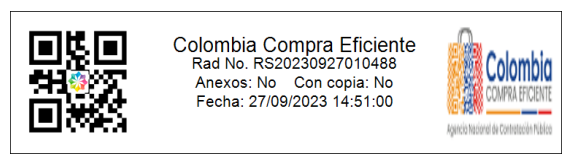 Colombia Compra Eficiente
Rad No. RS20230927010488
Anexos: No Con copia: No
Fecha: 27/09/2023 14:51:00
Colombia
COMPRA EFICIENTE
Agencia Nacional de Contratación Pública